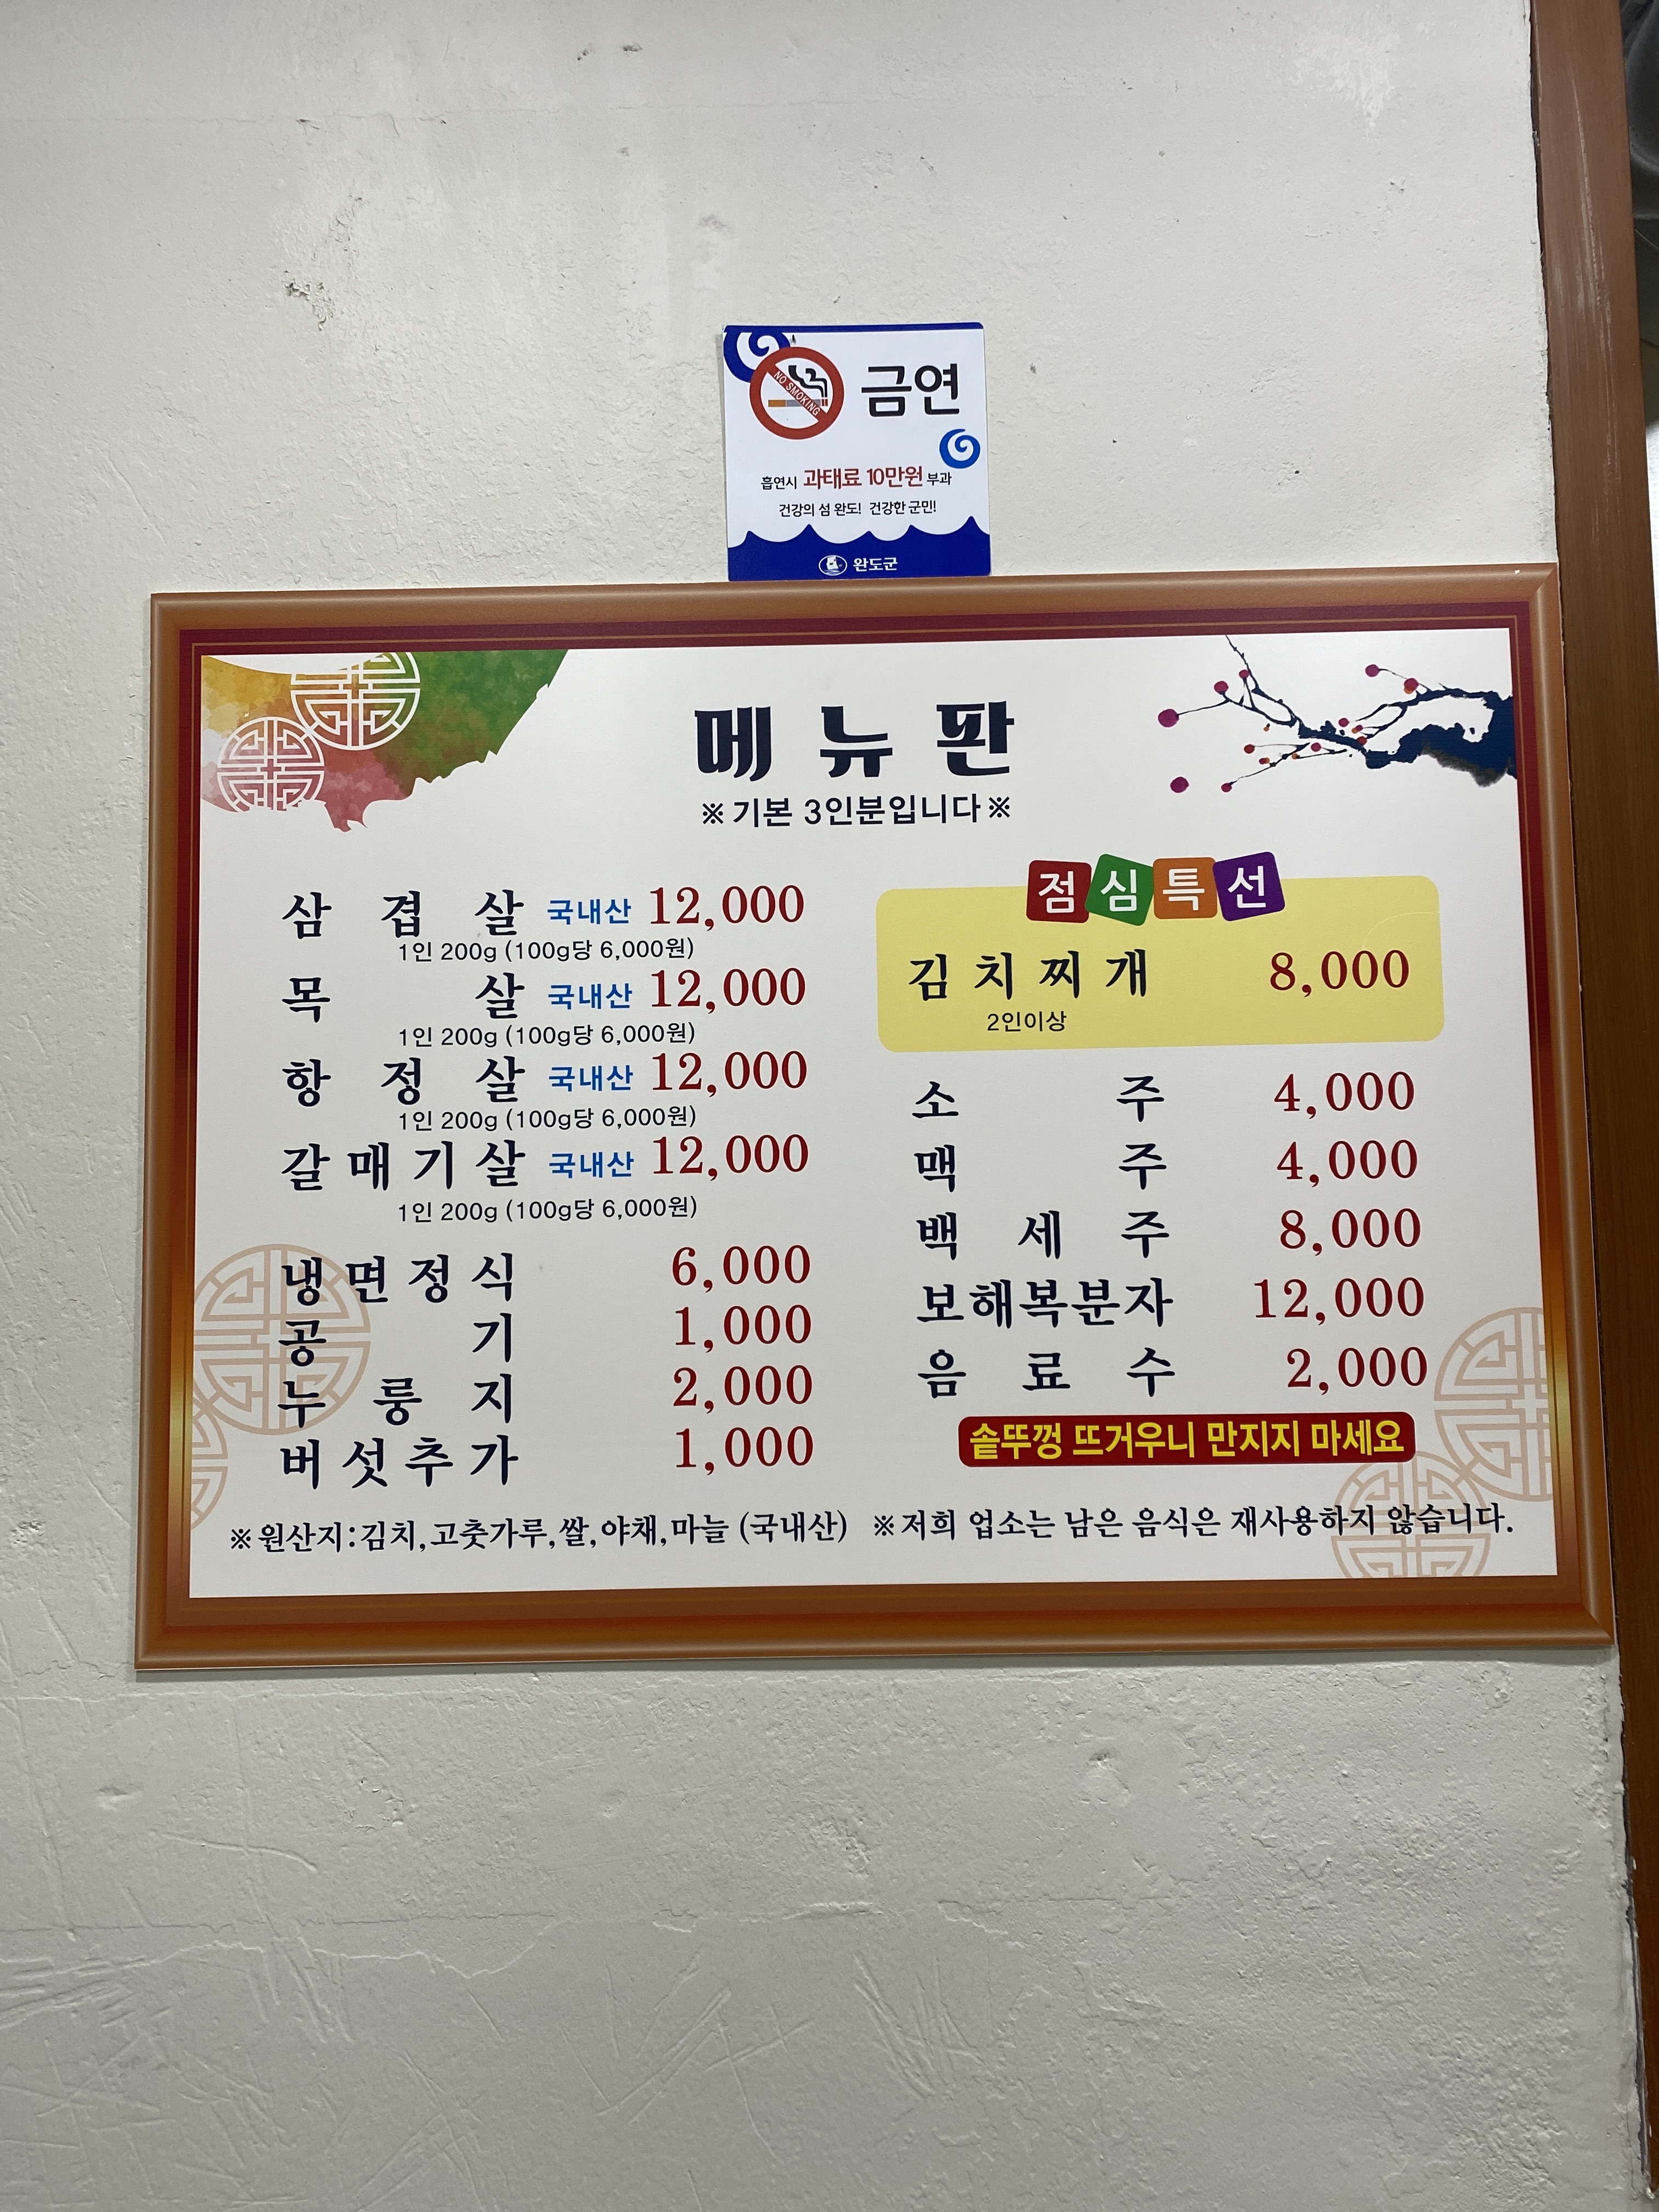 NO SMOKING
금연
흡연시 과태료 10만원 부과
건강의 섬 완도! 건강한 군민!
완도군
메뉴판
※기본 3인분입니다※
삼겹살 국내산 12,000
1인 200g (100g당 6,000원)
목살 국내산 12,000
1인 200g (100g당 6,000원)
항정살 국내산 12,000
1인 200g (100g당 6,000원)
갈매기살 국내산 12,000
1인 200g (100g당 6,000원)
냉면정식 6,000
공기 1,000
누룽지 2,000
버섯추가 1,000
점심특선
김치찌개 8,000
2인이상
소주 4,000
맥주 4,000
백세주 8,000
보해복분자 12,000
음료수 2,000
솥뚜껑 뜨거우니 만지지 마세요
※원산지:김치,고춧가루,쌀,야채,마늘 (국내산) ※저희 업소는 남은 음식은 재사용하지 않습니다.